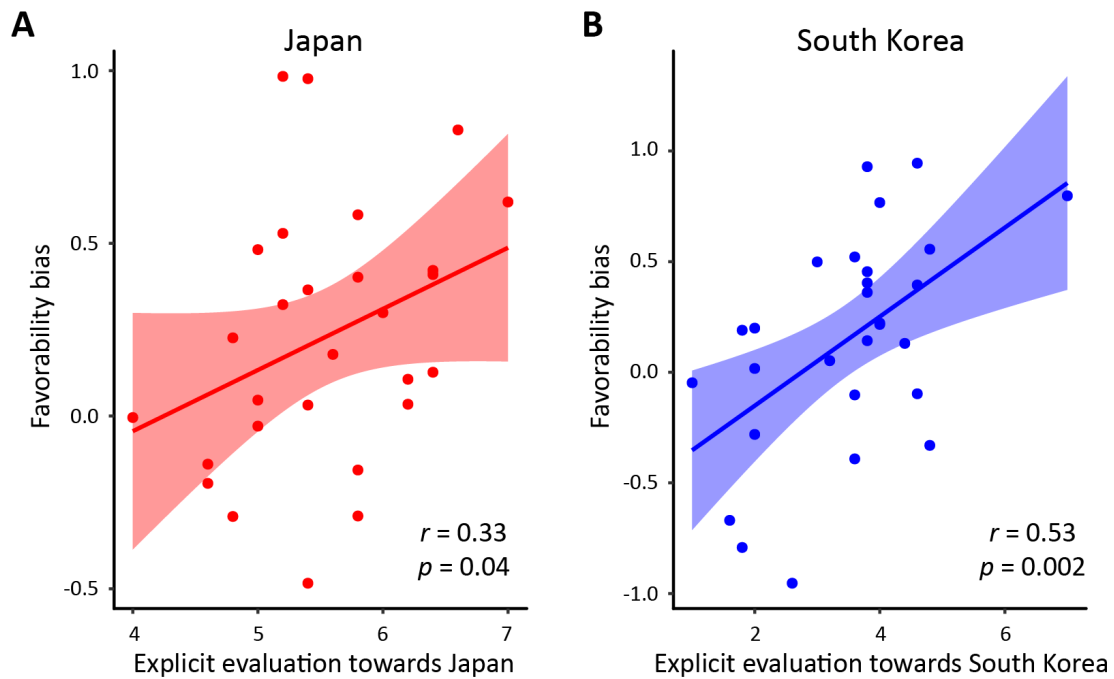 A
Japan
1.0
0.5
0.0
-0.5
Favorability bias
r = 0.33
p = 0.04
4 5 6 7
Explicit evaluation towards Japan
B
South Korea
1.0
0.5
0.0
-0.5
-1.0
Favorability bias
r = 0.53
p = 0.002
2 4 6
Explicit evaluation towards South Korea